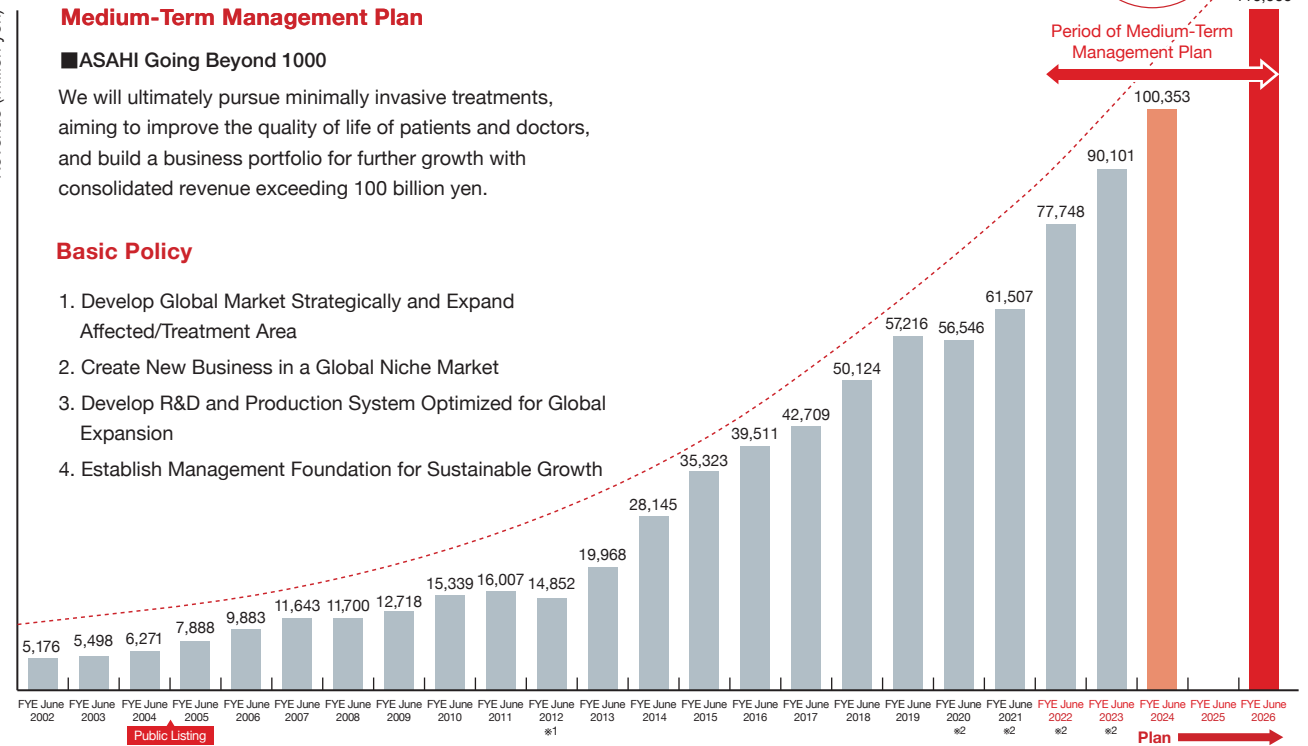 Medium-Term Management Plan
■ASAHI Going Beyond 1000
We will ultimately pursue minimally invasive treatments,
aiming to improve the quality of life of patients and doctors,
and build a business portfolio for further growth with
consolidated revenue exceeding 100 billion yen.
Basic Policy
1. Develop Global Market Strategically and Expand
Affected/Treatment Area
2. Create New Business in a Global Niche Market
3. Develop R&D and Production System Optimized for Global
Expansion
4. Establish Management Foundation for Sustainable Growth
Period of Medium-Term
Management Plan
5,176
5,498
6,271
7,888
9,883
11,643
11,700
12,718
15,339
16,007
14,852
19,968
28,145
35,323
39,511
42,709
50,124
57,216
56,546
61,507
77,748
90,101
100,353
FYE June
2002
FYE June
2003
FYE June
2004
FYE June
2005
FYE June
2006
FYE June
2007
FYE June
2008
FYE June
2009
FYE June
2010
FYE June
2011
FYE June
2012
※1
FYE June
2013
FYE June
2014
FYE June
2015
FYE June
2016
FYE June
2017
FYE June
2018
FYE June
2019
FYE June
2020
※2
FYE June
2021
※2
FYE June
2022
※2
FYE June
2023
※2
FYE June
2024
FYE June
2025
FYE June
2026
Public Listing
Plan